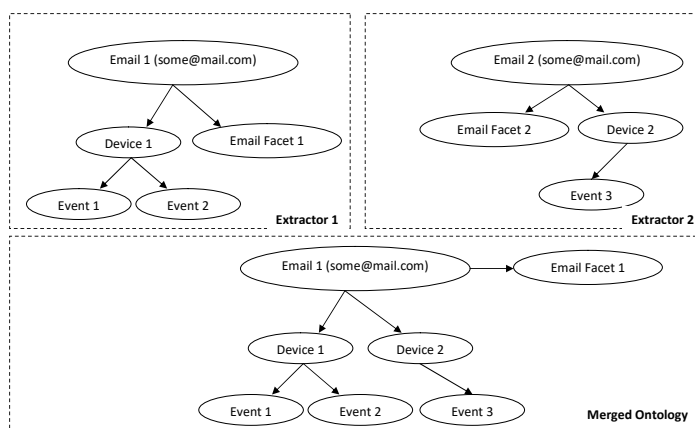 Email 1 (some@mail.com)
Device 1
Email Facet 1
Event 1
Event 2
Extractor 1
Email 2 (some@mail.com)
Email Facet 2
Device 2
Event 3
Extractor 2
Email 1 (some@mail.com)
Email Facet 1
Device 1
Device 2
Event 1
Event 2
Event 3
Merged Ontology